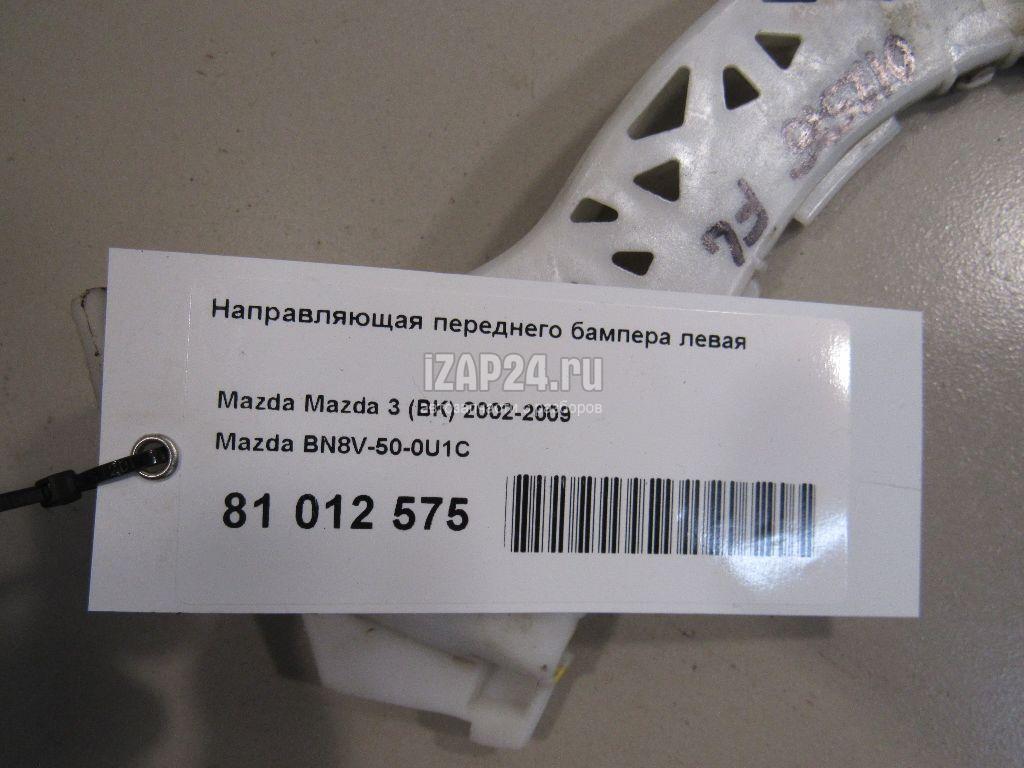 FL
Направляющая переднего бампера левая
iZAP24.ru
Mazda Mazda 3 (BK) 2002-2009
Mazda BN8V-50-0U1C
81 012 575